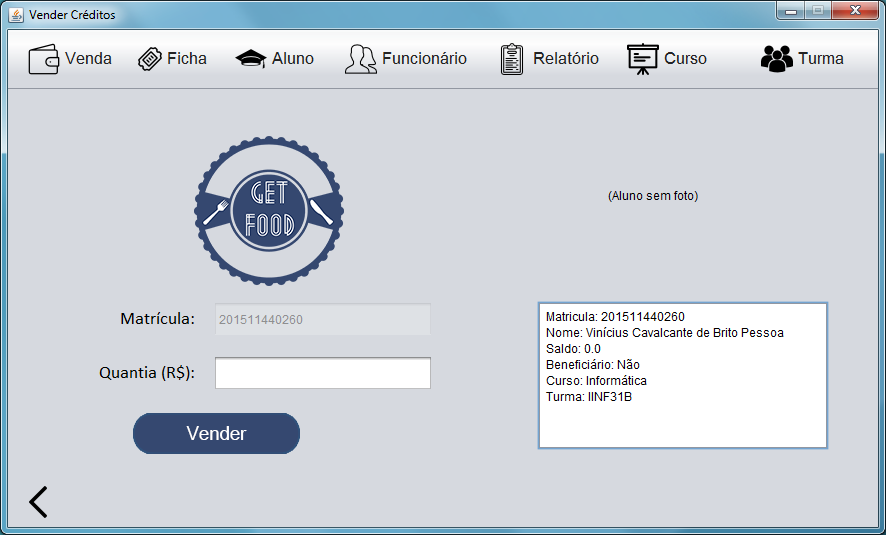 Vender Créditos
Venda Ficha Aluno Funcionário Relatório Curso Turma
GET
FOOD
(Aluno sem foto)
Matrícula: 201511440260
Quantia (R$):
Vender
Matricula: 201511440260
Nome: Vinícius Cavalcante de Brito Pessoa
Saldo: 0.0
Beneficiário: Não
Curso: Informática
Turma: IINF31B